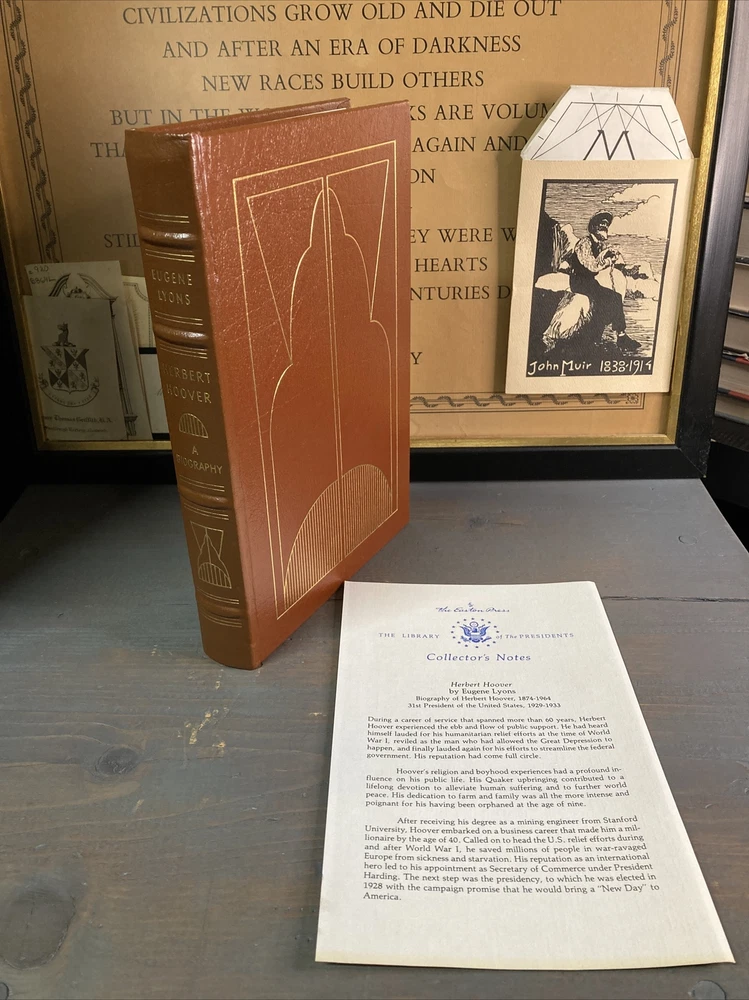 CIVILIZATIONS GROW OLD AND DIE OUT
AND AFTER AN ERA OF DARKNESS
NEW RACES BUILD OTHERS
BUT IN THE KS ARE VOLUM
THA AGAIN AND
ON
STIL EY WERE W
HEARTS
NTURIES D
Y
M
John Muir 1838-1914
EUGENE
LYONS
HERBERT
HOOVER
A
BIOGRAPHY
The Easton Press
THE LIBRARY of The PRESIDENTS
Collector's Notes
Herbert Hoover
by Eugene Lyons
Biography of Herbert Hoover, 1874-1964
31st President of the United States, 1929-1933
During a career of service that spanned more than 60 years, Herbert
Hoover experienced the ebb and flow of public support. He had heard
himself lauded for his humanitarian relief efforts at the time of World
War I, reviled as the man who had allowed the Great Depression to
happen, and finally lauded again for his efforts to streamline the federal
government. His reputation had come full circle.
Hoover's religion and boyhood experiences had a profound in-
fluence on his public life. His Quaker upbringing contributed to a
lifelong devotion to alleviate human suffering and to further world
peace. His dedication to farm and family was all the more intense and
poignant for his having been orphaned at the age of nine.
After receiving his degree as a mining engineer from Stanford
University, Hoover embarked on a business career that made him a mil-
lionaire by the age of 40. Called on to head the U.S. relief efforts during
and after World War I, he saved millions of people in war-ravaged
Europe from sickness and starvation. His reputation as an international
hero led to his appointment as Secretary of Commerce under President
Harding. The next step was the presidency, to which he was elected in
1928 with the campaign promise that he would bring a "New Day" to
America.